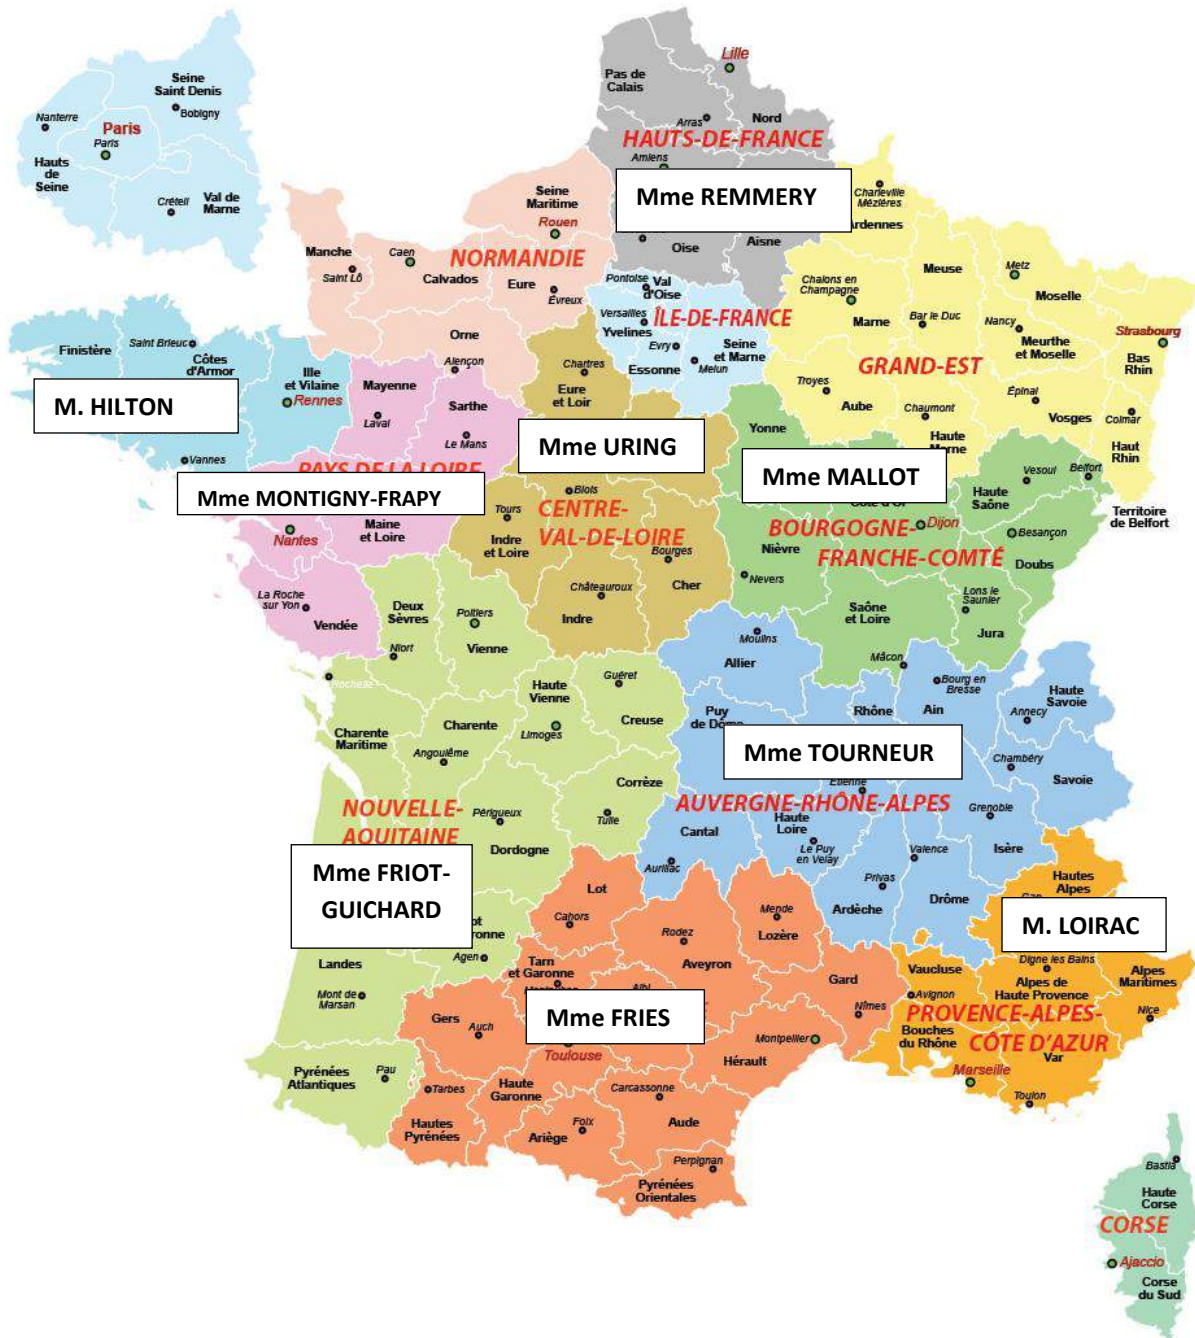 Seine
Saint Denis
Nanterre
Bobigny
Paris
Paris
Hauts
de
Seine
Créteil
Val de
Marne
Lille
Pas de
Calais
Arras
Nord
HAUTS-DE-FRANCE
Amiens
Mme REMMERY
Oise
Aisne
Charleville
Mézières
Ardennes
Seine
Maritime
Rouen
Manche
Saint Lô
Caen
Calvados
NORMANDIE
Eure
Évreux
Orne
Alençon
Pontoise
Val
d'Oise
Versailles
Yvelines
ÎLE-DE-FRANCE
Evry
Essonne
Seine
et Marne
Melun
Meuse
Metz
Moselle
Chalons en
Champagne
Marne
Bar le Duc
Nancy
Meurthe
et Moselle
Strasbourg
Bas
Rhin
GRAND-EST
Troyes
Aube
Chaumont
Haute
Marne
Épinal
Vosges
Colmar
Haut
Rhin
Finistère
Saint Brieuc
Côtes
d'Armor
Ille
et Vilaine
Rennes
M. HILTON
Vannes
Mayenne
Laval
Sarthe
Le Mans
PAYS DE LA LOIRE
Mme MONTIGNY-FRAPY
Nantes
Maine
et Loire
La Roche
sur Yon
Vendée
Chartres
Eure
et Loir
Mme URING
Blois
Tours
Indre
et Loire
CENTRE-
VAL-DE-LOIRE
Bourges
Cher
Châteauroux
Indre
Yonne
Mme MALLOT
Côte d'Or
Vesoul
Haute
Saône
Belfort
Territoire
de Belfort
BOURGOGNE-
Dijon
FRANCHE-COMTÉ
Besançon
Doubs
Nièvre
Nevers
Saône
et Loire
Lons le
Saunier
Jura
Mâcon
Deux
Sèvres
Niort
Poitiers
Vienne
Rochelle
Charente
Maritime
Charente
Angoulême
Haute
Vienne
Limoges
Guéret
Creuse
Corrèze
Tulle
NOUVELLE-
AQUITAINE
Périgueux
Dordogne
Mme FRIOT-
GUICHARD
Agen
Landes
Mont de
Marsan
Pyrénées
Atlantiques
Pau
Moulins
Allier
Puy
de Dôme
Rhône
Ain
Bourg en
Bresse
Haute
Savoie
Annecy
Mme TOURNEUR
Etienne
Chambéry
Savoie
AUVERGNE-RHÔNE-ALPES
Cantal
Aurillac
Haute
Loire
Le Puy
en Velay
Grenoble
Isère
Valence
Privas
Ardèche
Drôme
Lot
Cahors
Rodez
Aveyron
Mende
Lozère
Tarn
et Garonne
Gard
Nîmes
Gers
Auch
Mme FRIES
Toulouse
Montpellier
Hérault
Tarbes
Hautes
Pyrénées
Haute
Garonne
Carcassonne
Foix
Ariège
Aude
Perpignan
Pyrénées
Orientales
Hautes
Alpes
M. LOIRAC
Vaucluse
Avignon
Digne les Bains
Alpes de
Haute Provence
Alpes
Maritimes
Nice
PROVENCE-ALPES-
CÔTE D'AZUR
Bouches
du Rhône
Var
Marseille
Toulon
Bastia
Haute
Corse
CORSE
Ajaccio
Corse
du Sud